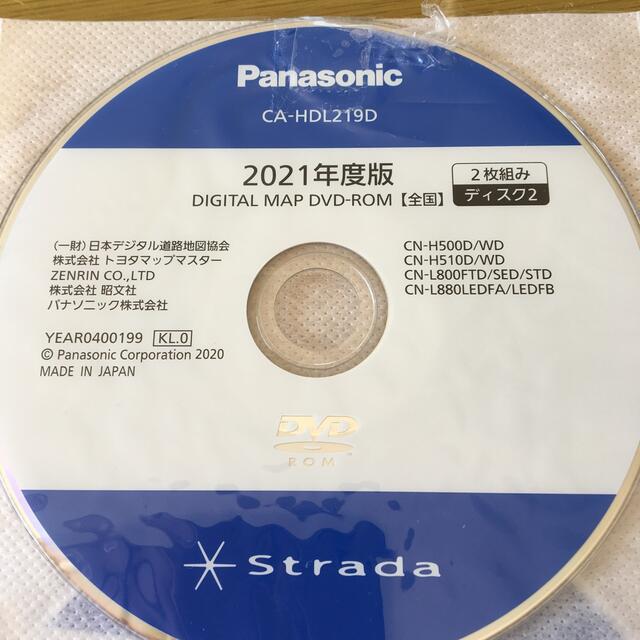 Panasonic
CA-HDL219D
2021年度版
DIGITAL MAP DVD-ROM【全国】
2枚組み
ディスク2
(一財)日本デジタル道路地図協会
株式会社 トヨタマップマスター
ZENRIN CO.,LTD
株式会社 昭文社
パナソニック株式会社
CN-H500D/WD
CN-H510D/WD
CN-L800FTD/SED/STD
CN-L880LEDFA/LEDFB
YEAR0400199 KL.0
© Panasonic Corporation 2020
MADE IN JAPAN
DVD
ROM
Strada